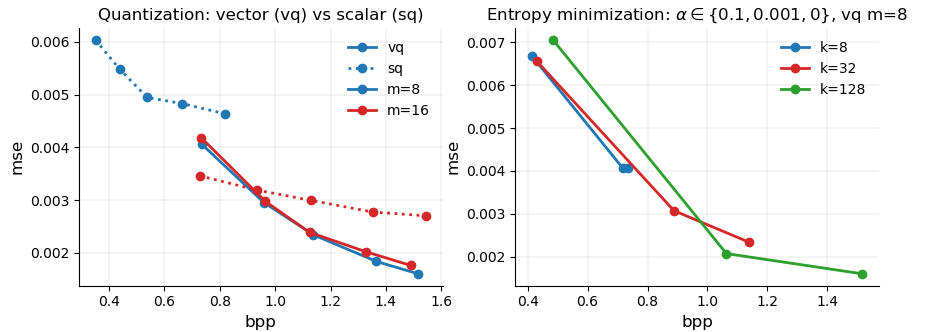 Quantization: vector (vq) vs scalar (sq)
0.006
0.005
0.004
0.003
0.002
mse
vq
sq
m=8
m=16
0.4 0.6 0.8 1.0 1.2 1.4 1.6
bpp
Entropy minimization: α ∈ {0.1, 0.001, 0}, vq m=8
0.007
0.006
0.005
0.004
0.003
0.002
mse
k=8
k=32
k=128
0.4 0.6 0.8 1.0 1.2 1.4
bpp